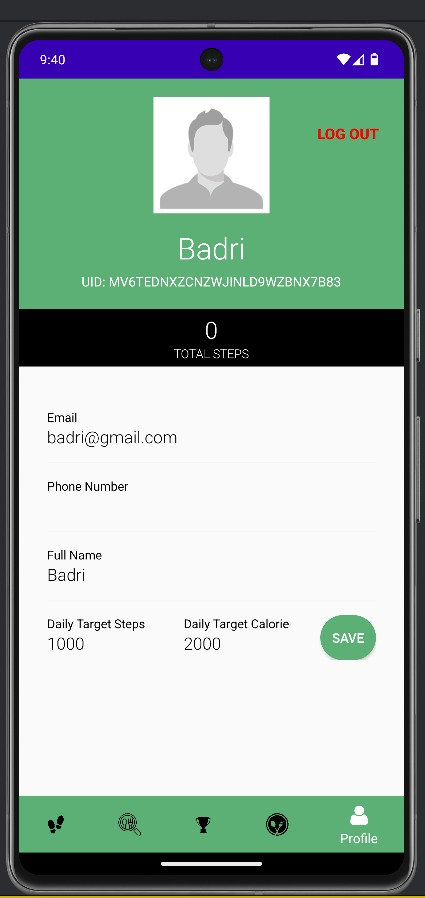 9:40
LOG OUT
Badri
UID: MV6TEDNXZCNZWJINLD9WZBNX7B83
0
TOTAL STEPS
Email
badri@gmail.com
Phone Number
Full Name
Badri
Daily Target Steps
Daily Target Calorie
1000
2000
SAVE
Profile